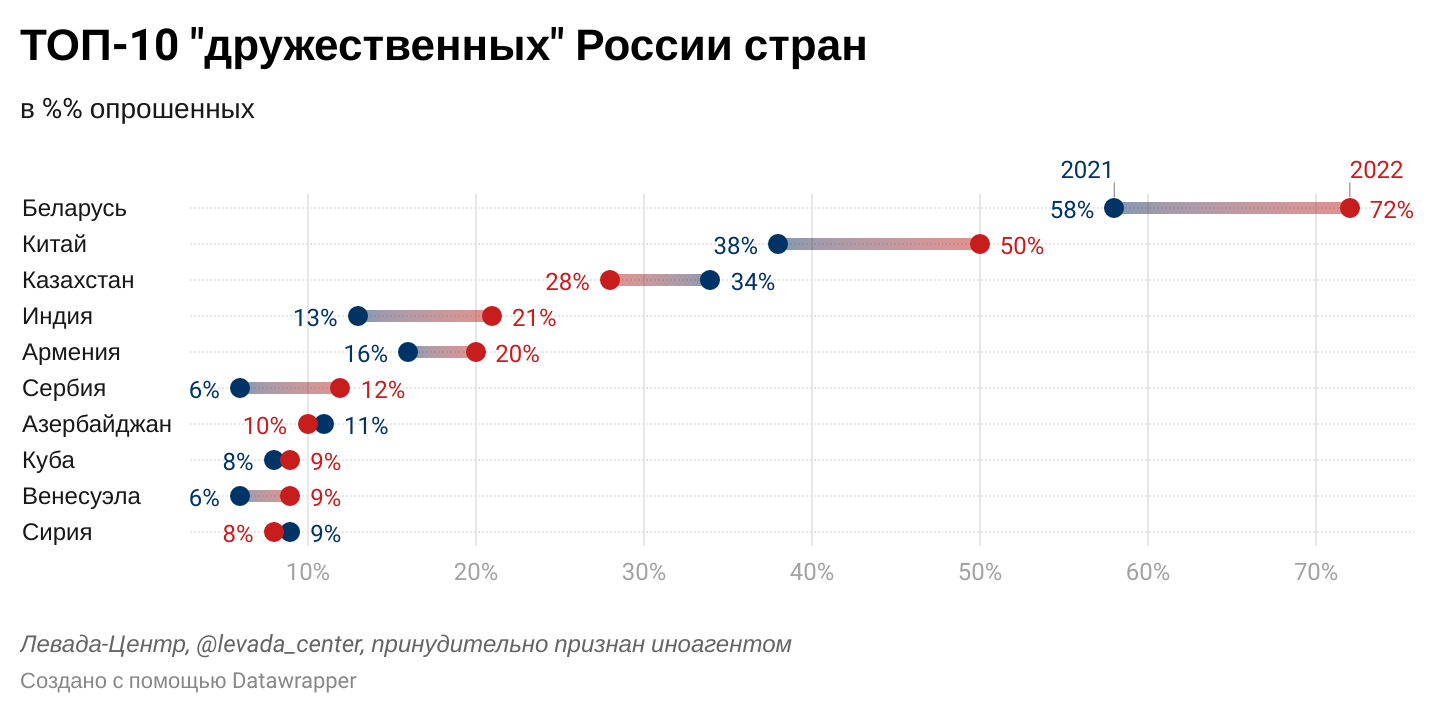 ТОП-10 "дружественных" России стран
в %% опрошенных
2021 2022
Беларусь 58% 72%
Китай 38% 50%
Казахстан 28% 34%
Индия 13% 21%
Армения 16% 20%
Сербия 6% 12%
Азербайджан 10% 11%
Куба 8% 9%
Венесуэла 6% 9%
Сирия 8% 9%
10% 20% 30% 40% 50% 60% 70%
Левада-Центр, @levada_center, принудительно признан иноагентом
Создано с помощью Datawrapper